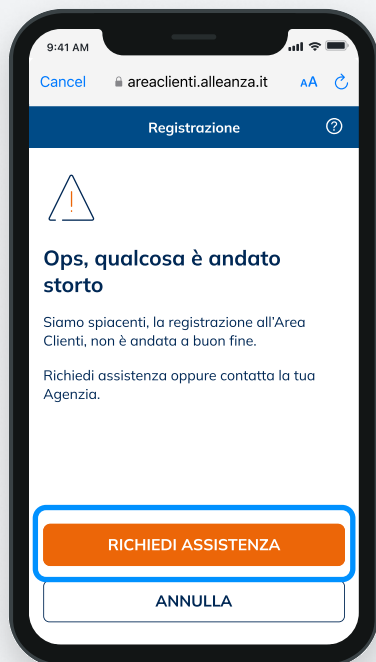 9:41 AM
Cancel areaclienti.alleanza.it AA
Registrazione ?
Ops, qualcosa è andato
storto
Siamo spiacenti, la registrazione all'Area
Clienti, non è andata a buon fine.
Richiedi assistenza oppure contatta la tua
Agenzia.
RICHIEDI ASSISTENZA
ANNULLA